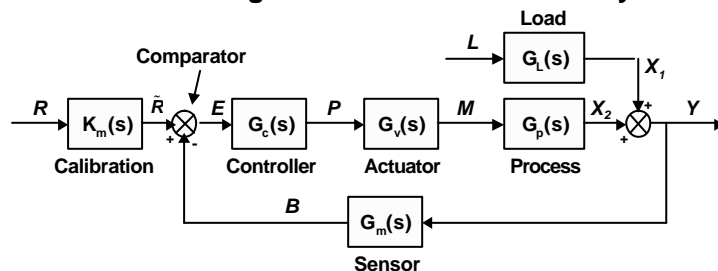 Load
Comparator
L
G_L(s)
X_1
R
K_m(s)
R̃
E
G_c(s)
P
G_v(s)
M
G_p(s)
X_2
Y
+
+
+
-
Calibration
Controller
Actuator
Process
B
G_m(s)
Sensor